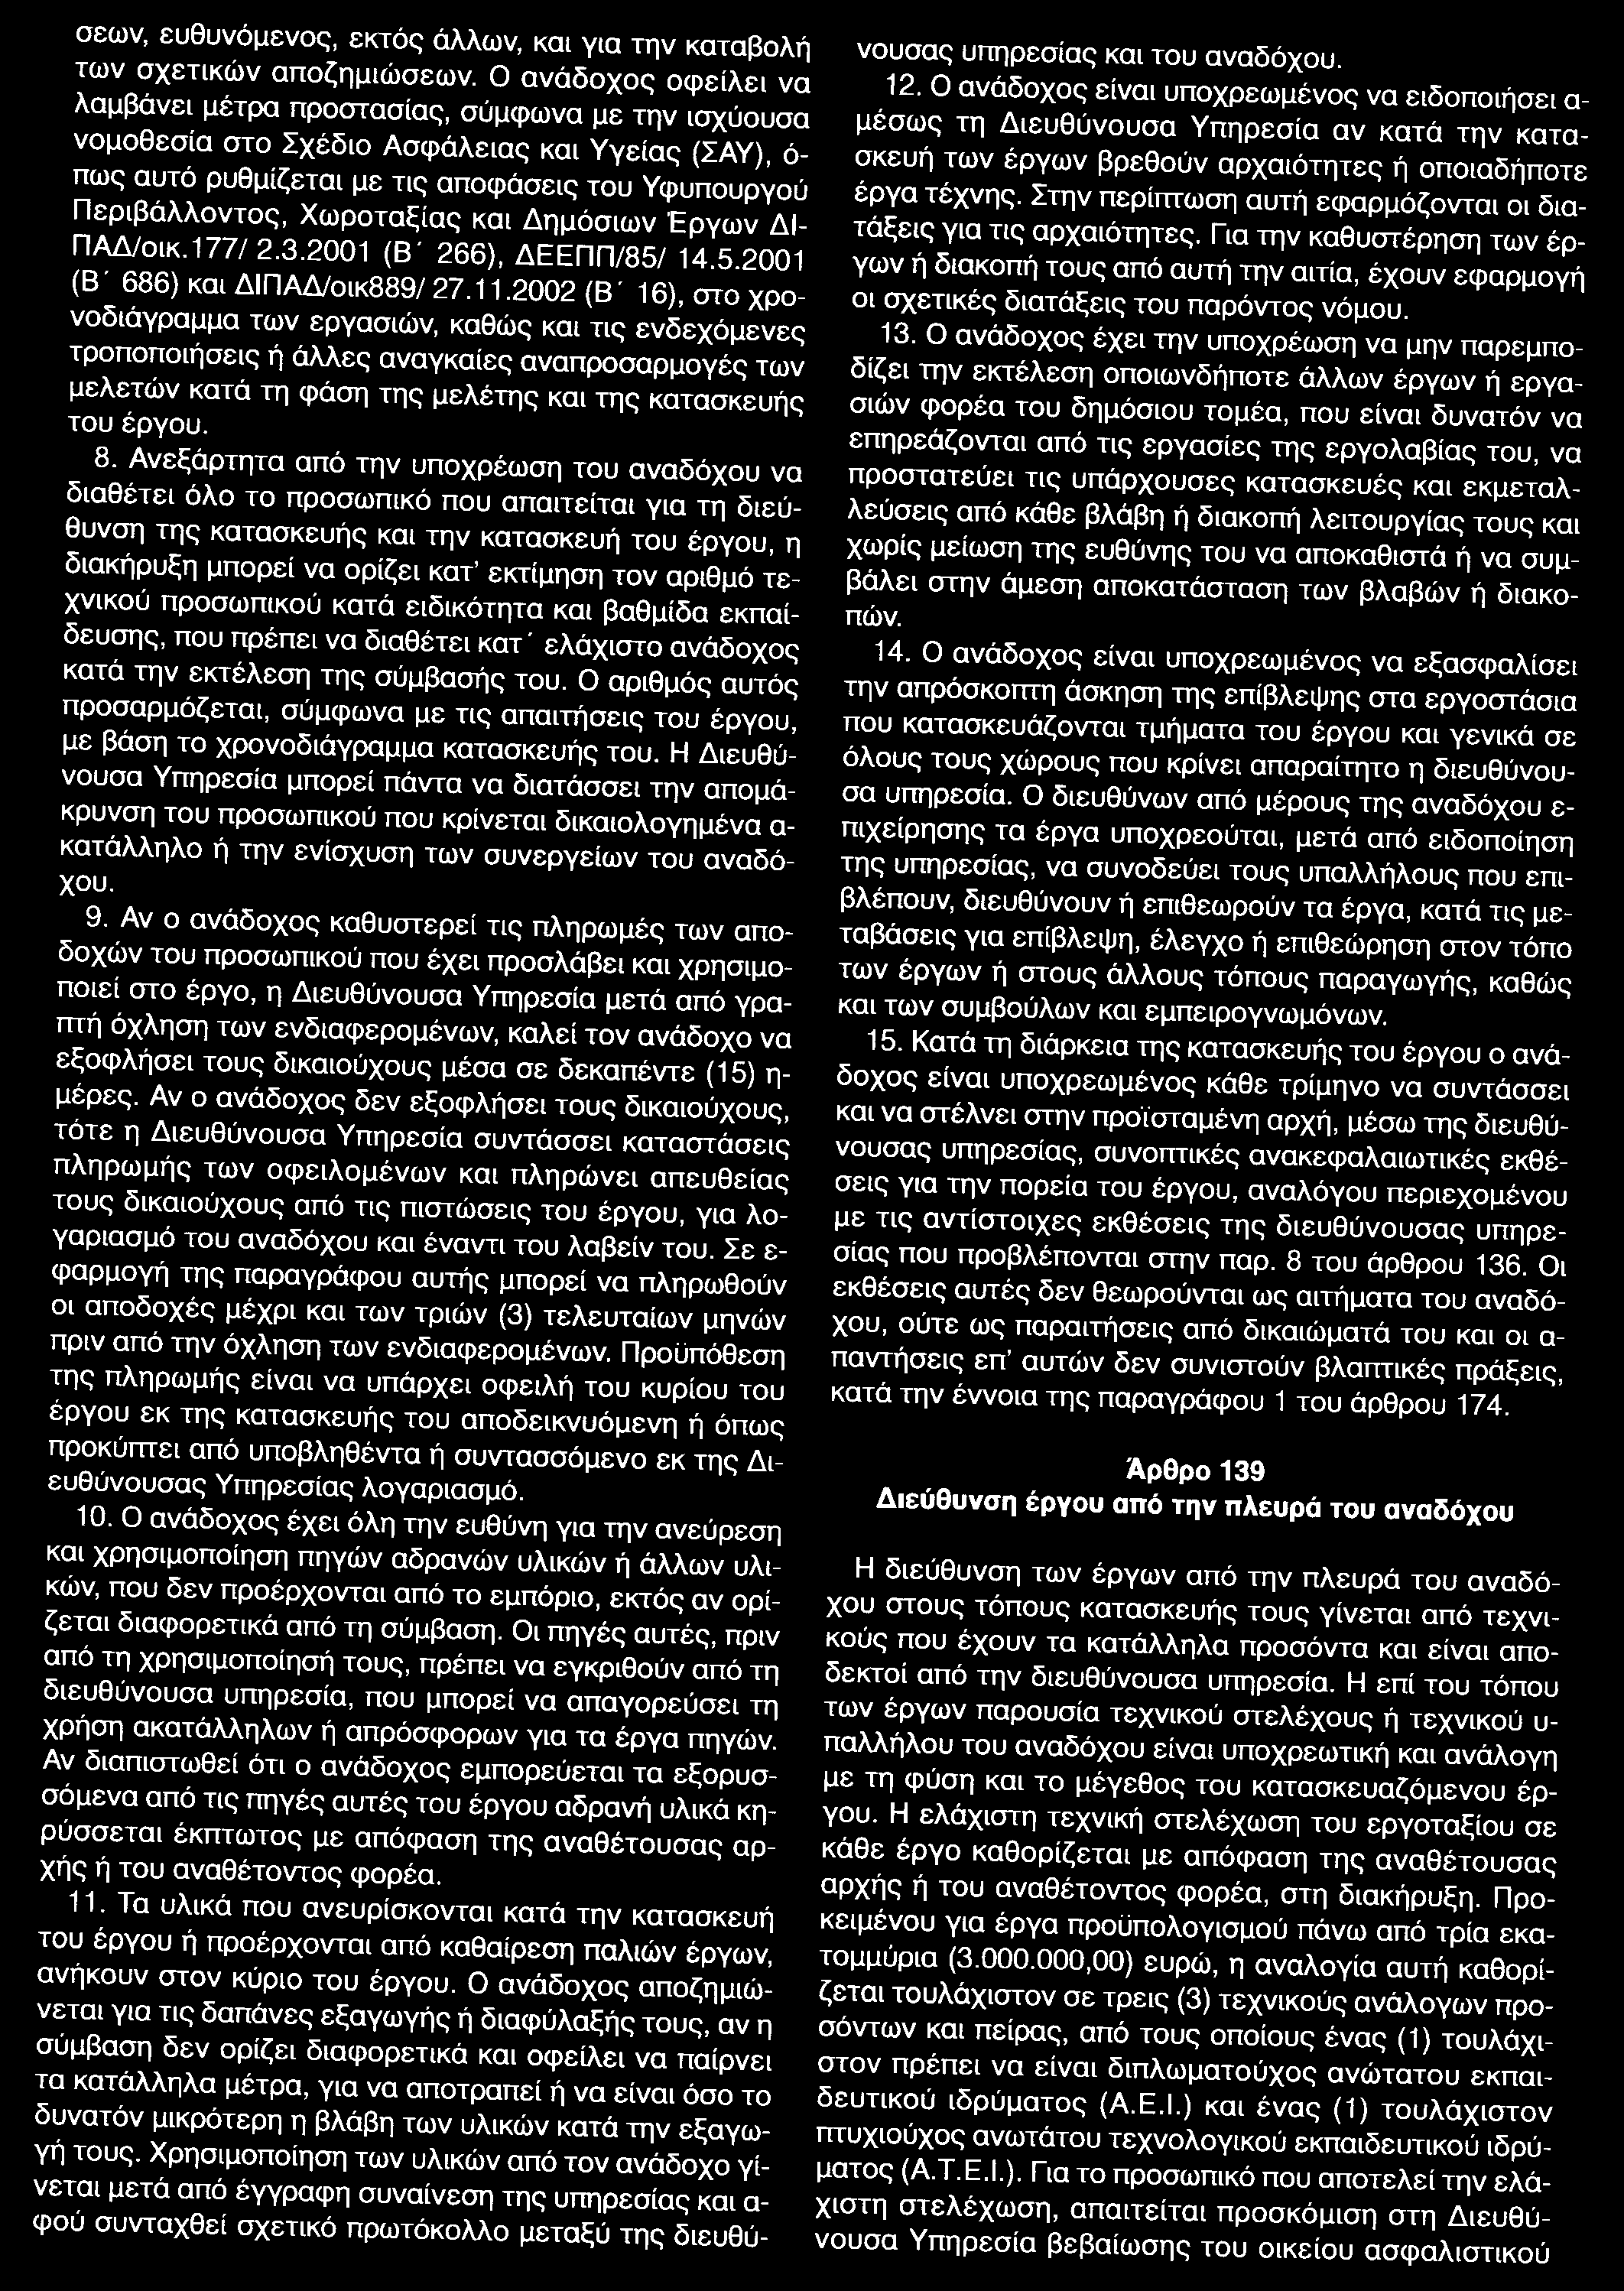 σεων, ευθυνόμενος, εκτός άλλων, και για την καταβολή
των σχετικών αποζημιώσεων. Ο ανάδοχος οφείλει να
λαμβάνει μέτρα προστασίας, σύμφωνα με την ισχύουσα
νομοθεσία στο Σχέδιο Ασφάλειας και Υγείας (ΣΑΥ), ό-
πως αυτό ρυθμίζεται με τις αποφάσεις του Υφυπουργού
Περιβάλλοντος, Χωροταξίας και Δημόσιων Έργων ΔΙ-
ΠΑΔ/οικ.177/ 2.3.2001 (Β΄ 266), ΔΕΕΠΠ/85/ 14.5.2001
(Β΄ 686) και ΔΙΠΑΔ/οικ889/ 27.11.2002 (Β΄ 16), στο χρο-
νοδιάγραμμα των εργασιών, καθώς και τις ενδεχόμενες
τροποποιήσεις ή άλλες αναγκαίες αναπροσαρμογές των
μελετών κατά τη φάση της μελέτης και της κατασκευής
του έργου.
8. Ανεξάρτητα από την υποχρέωση του αναδόχου να
διαθέτει όλο το προσωπικό που απαιτείται για τη διεύ-
θυνση της κατασκευής και την κατασκευή του έργου, η
διακήρυξη μπορεί να ορίζει κατ’ εκτίμηση τον αριθμό τε-
χνικού προσωπικού κατά ειδικότητα και βαθμίδα εκπαί-
δευσης, που πρέπει να διαθέτει κατ΄ ελάχιστο ανάδοχος
κατά την εκτέλεση της σύμβασής του. Ο αριθμός αυτός
προσαρμόζεται, σύμφωνα με τις απαιτήσεις του έργου,
με βάση το χρονοδιάγραμμα κατασκευής του. Η Διευθύ-
νουσα Υπηρεσία μπορεί πάντα να διατάσσει την απομά-
κρυνση του προσωπικού που κρίνεται δικαιολογημένα α-
κατάλληλο ή την ενίσχυση των συνεργείων του αναδό-
χου.
9. Αν ο ανάδοχος καθυστερεί τις πληρωμές των απο-
δοχών του προσωπικού που έχει προσλάβει και χρησιμο-
ποιεί στο έργο, η Διευθύνουσα Υπηρεσία μετά από γρα-
πτή όχληση των ενδιαφερομένων, καλεί τον ανάδοχο να
εξοφλήσει τους δικαιούχους μέσα σε δεκαπέντε (15) η-
μέρες. Αν ο ανάδοχος δεν εξοφλήσει τους δικαιούχους,
τότε η Διευθύνουσα Υπηρεσία συντάσσει καταστάσεις
πληρωμής των οφειλομένων και πληρώνει απευθείας
τους δικαιούχους από τις πιστώσεις του έργου, για λο-
γαριασμό του αναδόχου και έναντι του λαβείν του. Σε ε-
φαρμογή της παραγράφου αυτής μπορεί να πληρωθούν
οι αποδοχές μέχρι και των τριών (3) τελευταίων μηνών
πριν από την όχληση των ενδιαφερομένων. Προϋπόθεση
της πληρωμής είναι να υπάρχει οφειλή του κυρίου του
έργου εκ της κατασκευής του αποδεικνυόμενη ή όπως
προκύπτει από υποβληθέντα ή συντασσόμενο εκ της Δι-
ευθύνουσας Υπηρεσίας λογαριασμό.
10. Ο ανάδοχος έχει όλη την ευθύνη για την ανεύρεση
και χρησιμοποίηση πηγών αδρανών υλικών ή άλλων υλι-
κών, που δεν προέρχονται από το εμπόριο, εκτός αν ορί-
ζεται διαφορετικά από τη σύμβαση. Οι πηγές αυτές, πριν
από τη χρησιμοποίησή τους, πρέπει να εγκριθούν από τη
διευθύνουσα υπηρεσία, που μπορεί να απαγορεύσει τη
χρήση ακατάλληλων ή απρόσφορων για τα έργα πηγών.
Αν διαπιστωθεί ότι ο ανάδοχος εμπορεύεται τα εξορυσ-
σόμενα από τις πηγές αυτές του έργου αδρανή υλικά κη-
ρύσσεται έκπτωτος με απόφαση της αναθέτουσας αρ-
χής ή του αναθέτοντος φορέα.
11. Τα υλικά που ανευρίσκονται κατά την κατασκευή
του έργου ή προέρχονται από καθαίρεση παλιών έργων,
ανήκουν στον κύριο του έργου. Ο ανάδοχος αποζημιώ-
νεται για τις δαπάνες εξαγωγής ή διαφύλαξής τους, αν η
σύμβαση δεν ορίζει διαφορετικά και οφείλει να παίρνει
τα κατάλληλα μέτρα, για να αποτραπεί ή να είναι όσο το
δυνατόν μικρότερη η βλάβη των υλικών κατά την εξαγω-
γή τους. Χρησιμοποίηση των υλικών από τον ανάδοχο γί-
νεται μετά από έγγραφη συναίνεση της υπηρεσίας και α-
φού συνταχθεί σχετικό πρωτόκολλο μεταξύ της διευθύ-
νουσας υπηρεσίας και του αναδόχου.
12. Ο ανάδοχος είναι υποχρεωμένος να ειδοποιήσει α-
μέσως τη Διευθύνουσα Υπηρεσία αν κατά την κατα-
σκευή των έργων βρεθούν αρχαιότητες ή οποιαδήποτε
έργα τέχνης. Στην περίπτωση αυτή εφαρμόζονται οι δια-
τάξεις για τις αρχαιότητες. Για την καθυστέρηση των έρ-
γων ή διακοπή τους από αυτή την αιτία, έχουν εφαρμογή
οι σχετικές διατάξεις του παρόντος νόμου.
13. Ο ανάδοχος έχει την υποχρέωση να μην παρεμπο-
δίζει την εκτέλεση οποιωνδήποτε άλλων έργων ή εργα-
σιών φορέα του δημόσιου τομέα, που είναι δυνατόν να
επηρεάζονται από τις εργασίες της εργολαβίας του, να
προστατεύει τις υπάρχουσες κατασκευές και εκμεταλ-
λεύσεις από κάθε βλάβη ή διακοπή λειτουργίας τους και
χωρίς μείωση της ευθύνης του να αποκαθιστά ή να συμ-
βάλει στην άμεση αποκατάσταση των βλαβών ή διακο-
πών.
14. Ο ανάδοχος είναι υποχρεωμένος να εξασφαλίσει
την απρόσκοπτη άσκηση της επίβλεψης στα εργοστάσια
που κατασκευάζονται τμήματα του έργου και γενικά σε
όλους τους χώρους που κρίνει απαραίτητο η διευθύνου-
σα υπηρεσία. Ο διευθύνων από μέρους της αναδόχου ε-
πιχείρησης τα έργα υποχρεούται, μετά από ειδοποίηση
της υπηρεσίας, να συνοδεύει τους υπαλλήλους που επι-
βλέπουν, διευθύνουν ή επιθεωρούν τα έργα, κατά τις με-
ταβάσεις για επίβλεψη, έλεγχο ή επιθεώρηση στον τόπο
των έργων ή στους άλλους τόπους παραγωγής, καθώς
και των συμβούλων και εμπειρογνωμόνων.
15. Κατά τη διάρκεια της κατασκευής του έργου ο ανά-
δοχος είναι υποχρεωμένος κάθε τρίμηνο να συντάσσει
και να στέλνει στην προϊσταμένη αρχή, μέσω της διευθύ-
νουσας υπηρεσίας, συνοπτικές ανακεφαλαιωτικές εκθέ-
σεις για την πορεία του έργου, αναλόγου περιεχομένου
με τις αντίστοιχες εκθέσεις της διευθύνουσας υπηρε-
σίας που προβλέπονται στην παρ. 8 του άρθρου 136. Οι
εκθέσεις αυτές δεν θεωρούνται ως αιτήματα του αναδό-
χου, ούτε ως παραιτήσεις από δικαιώματά του και οι α-
παντήσεις επ’ αυτών δεν συνιστούν βλαπτικές πράξεις,
κατά την έννοια της παραγράφου 1 του άρθρου 174.
Άρθρο 139
Διεύθυνση έργου από την πλευρά του αναδόχου
Η διεύθυνση των έργων από την πλευρά του αναδό-
χου στους τόπους κατασκευής τους γίνεται από τεχνι-
κούς που έχουν τα κατάλληλα προσόντα και είναι απο-
δεκτοί από την διευθύνουσα υπηρεσία. Η επί του τόπου
των έργων παρουσία τεχνικού στελέχους ή τεχνικού υ-
παλλήλου του αναδόχου είναι υποχρεωτική και ανάλογη
με τη φύση και το μέγεθος του κατασκευαζόμενου έρ-
γου. Η ελάχιστη τεχνική στελέχωση του εργοταξίου σε
κάθε έργο καθορίζεται με απόφαση της αναθέτουσας
αρχής ή του αναθέτοντος φορέα, στη διακήρυξη. Προ-
κειμένου για έργα προϋπολογισμού πάνω από τρία εκα-
τομμύρια (3.000.000,00) ευρώ, η αναλογία αυτή καθορί-
ζεται τουλάχιστον σε τρεις (3) τεχνικούς ανάλογων προ-
σόντων και πείρας, από τους οποίους ένας (1) τουλάχι-
στον πρέπει να είναι διπλωματούχος ανώτατου εκπαι-
δευτικού ιδρύματος (Α.Ε.Ι.) και ένας (1) τουλάχιστον
πτυχιούχος ανωτάτου τεχνολογικού εκπαιδευτικού ιδρύ-
ματος (Α.Τ.Ε.Ι.). Για το προσωπικό που αποτελεί την ελά-
χιστη στελέχωση, απαιτείται προσκόμιση στη Διευθύ-
νουσα Υπηρεσία βεβαίωσης του οικείου ασφαλιστικού